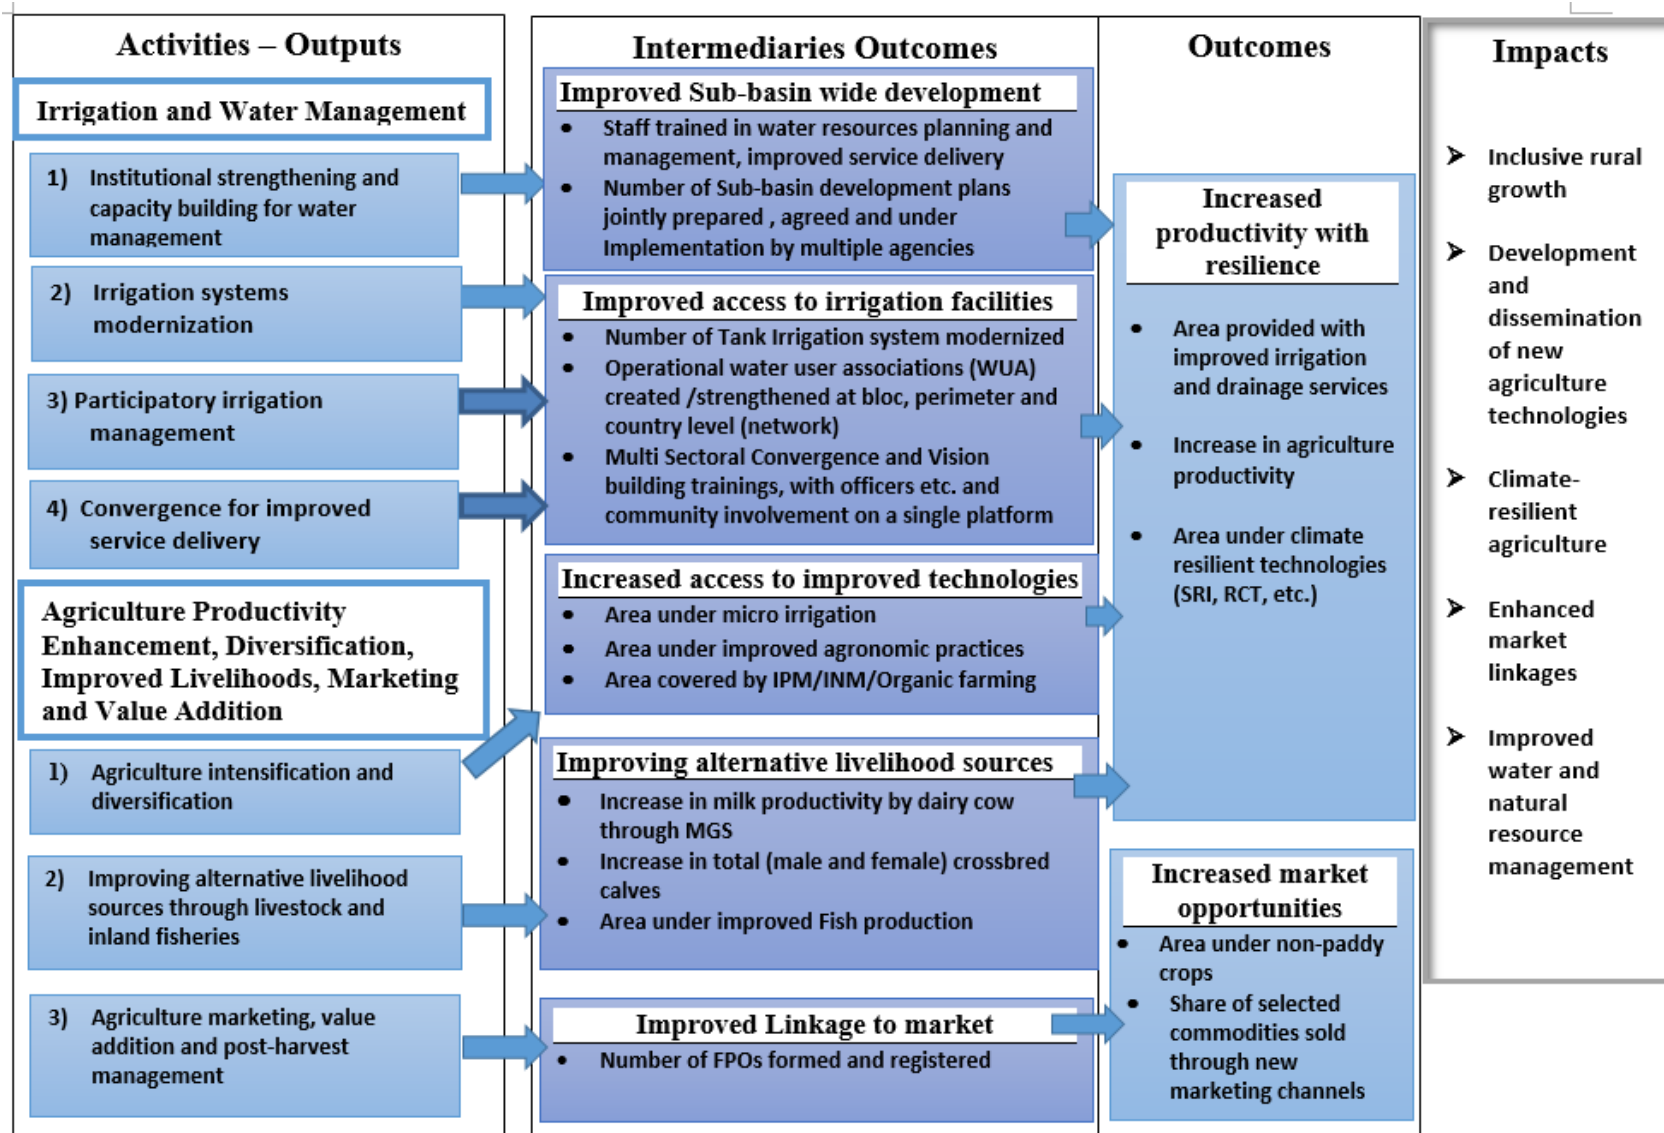 Activities – Outputs
Irrigation and Water Management
1) Institutional strengthening and
capacity building for water
management
2) Irrigation systems
modernization
3) Participatory irrigation
management
4) Convergence for improved
service delivery
Agriculture Productivity
Enhancement, Diversification,
Improved Livelihoods, Marketing
and Value Addition
1) Agriculture intensification and
diversification
2) Improving alternative livelihood
sources through livestock and
inland fisheries
3) Agriculture marketing, value
addition and post-harvest
management
Intermediaries Outcomes
Improved Sub-basin wide development
• Staff trained in water resources planning and
management, improved service delivery
• Number of Sub-basin development plans
jointly prepared , agreed and under
Implementation by multiple agencies
Improved access to irrigation facilities
• Number of Tank Irrigation system modernized
• Operational water user associations (WUA)
created /strengthened at bloc, perimeter and
country level (network)
• Multi Sectoral Convergence and Vision
building trainings, with officers etc. and
community involvement on a single platform
Increased access to improved technologies
• Area under micro irrigation
• Area under improved agronomic practices
• Area covered by IPM/INM/Organic farming
Improving alternative livelihood sources
• Increase in milk productivity by dairy cow
through MGS
• Increase in total (male and female) crossbred
calves
• Area under improved Fish production
Improved Linkage to market
• Number of FPOs formed and registered
Outcomes
Increased
productivity with
resilience
• Area provided with
improved irrigation
and drainage services
• Increase in agriculture
productivity
• Area under climate
resilient technologies
(SRI, RCT, etc.)
Increased market
opportunities
• Area under non-paddy
crops
• Share of selected
commodities sold
through new
marketing channels
Impacts
➢ Inclusive rural
growth
➢ Development
and
dissemination
of new
agriculture
technologies
➢ Climate-
resilient
agriculture
➢ Enhanced
market
linkages
➢ Improved
water and
natural
resource
management